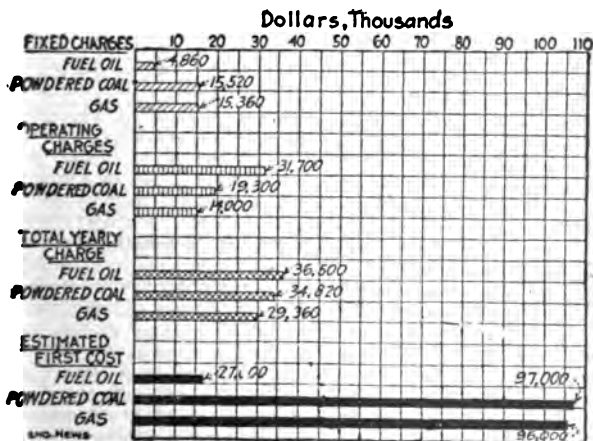 Dollars, Thousands
FIXED CHARGES 10 20 30 40 50 60 70 80 90 100 110
FUEL OIL 4,860
POWDERED COAL 15,520
GAS 15,360
OPERATING
CHARGES
FUEL OIL 31,700
POWDERED COAL 19,300
GAS 14,000
TOTAL YEARLY
CHARGE
FUEL OIL 36,600
POWDERED COAL 34,820
GAS 29,360
ESTIMATED
FIRST COST
FUEL OIL 97,000
POWDERED COAL
GAS
ENG. NEWS 96,000